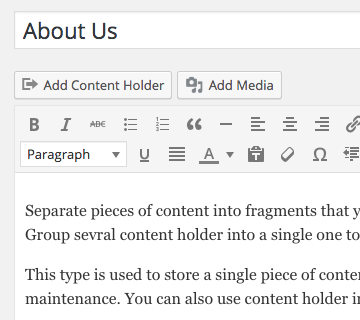 About Us
Add Content Holder Add Media
B I ABC
Paragraph U A T Ω
Separate pieces of content into fragments that
Group sevral content holder into a single one to
This type is used to store a single piece of
maintenance. You can also use content holder